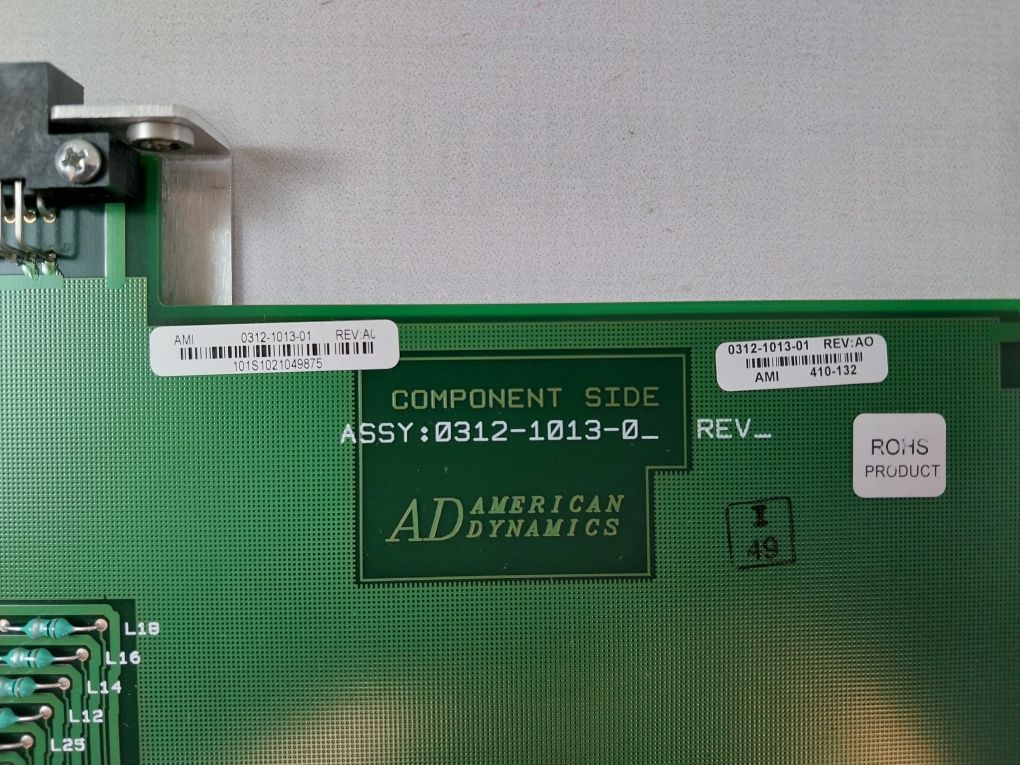 AMI 0312-1013-01 REV:A0
101S1021049875
0312-1013-01 REV:AO
AMI 410-132
COMPONENT SIDE
ASSY:0312-1013-0_ REV_
ROHS
PRODUCT
AD AMERICAN
DYNAMICS
I
49
L18
L16
L14
L12
L25